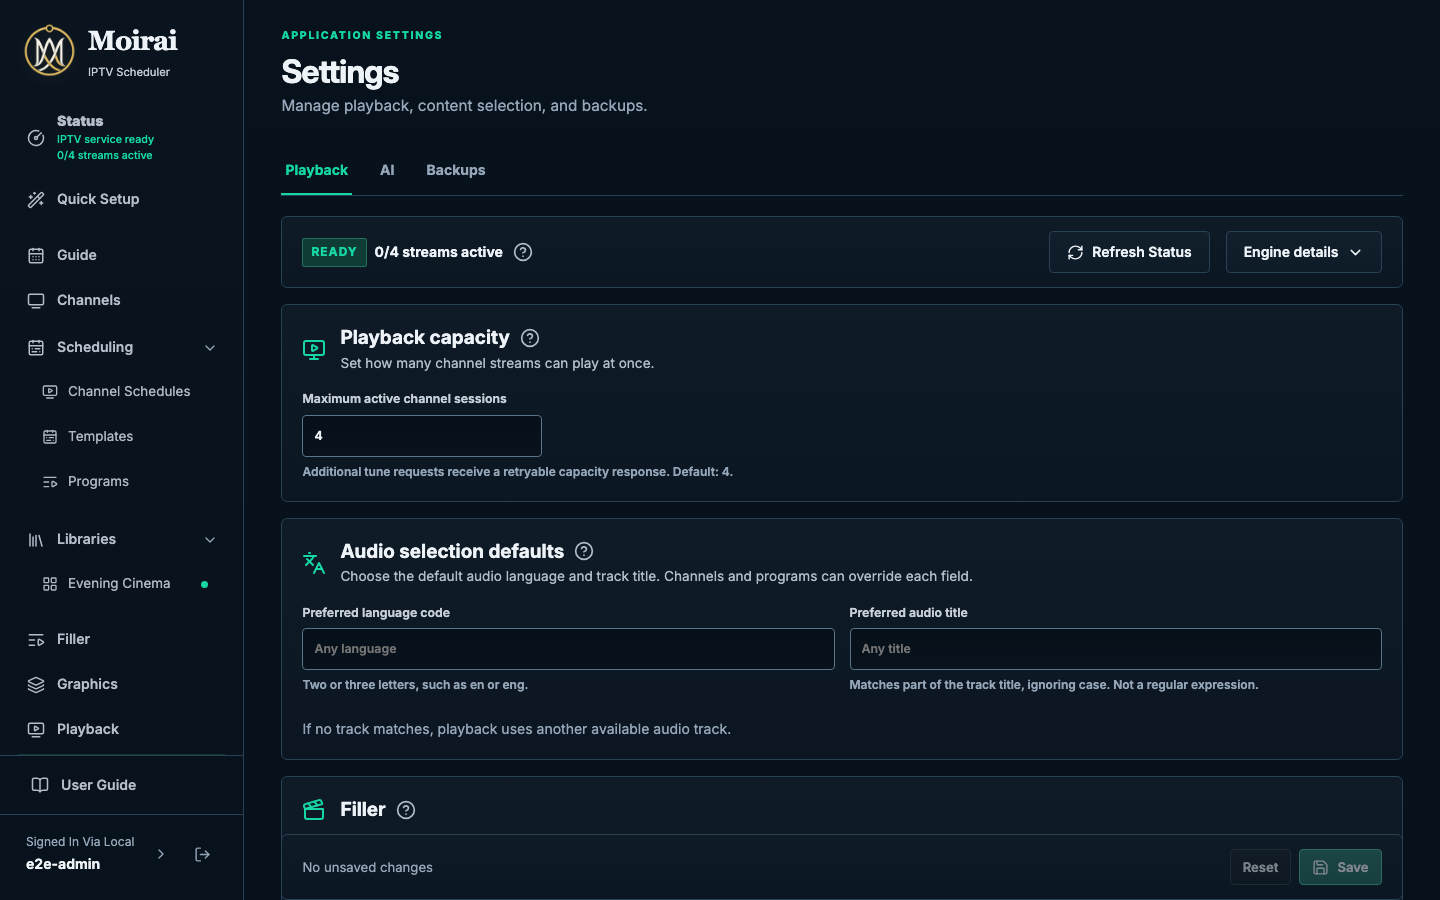 Moirai
IPTV Scheduler
Status
IPTV service ready
0/4 streams active
Quick Setup
Guide
Channels
Scheduling
Channel Schedules
Templates
Programs
Libraries
Evening Cinema
Filler
Graphics
Playback
User Guide
Signed In Via Local
e2e-admin
APPLICATION SETTINGS
Settings
Manage playback, content selection, and backups.
Playback AI Backups
READY 0/4 streams active
Refresh Status
Engine details
Playback capacity
Set how many channel streams can play at once.
Maximum active channel sessions
4
Additional tune requests receive a retryable capacity response. Default: 4.
Audio selection defaults
Choose the default audio language and track title. Channels and programs can override each field.
Preferred language code
Any language
Two or three letters, such as en or eng.
Preferred audio title
Any title
Matches part of the track title, ignoring case. Not a regular expression.
If no track matches, playback uses another available audio track.
Filler
No unsaved changes
Reset
Save